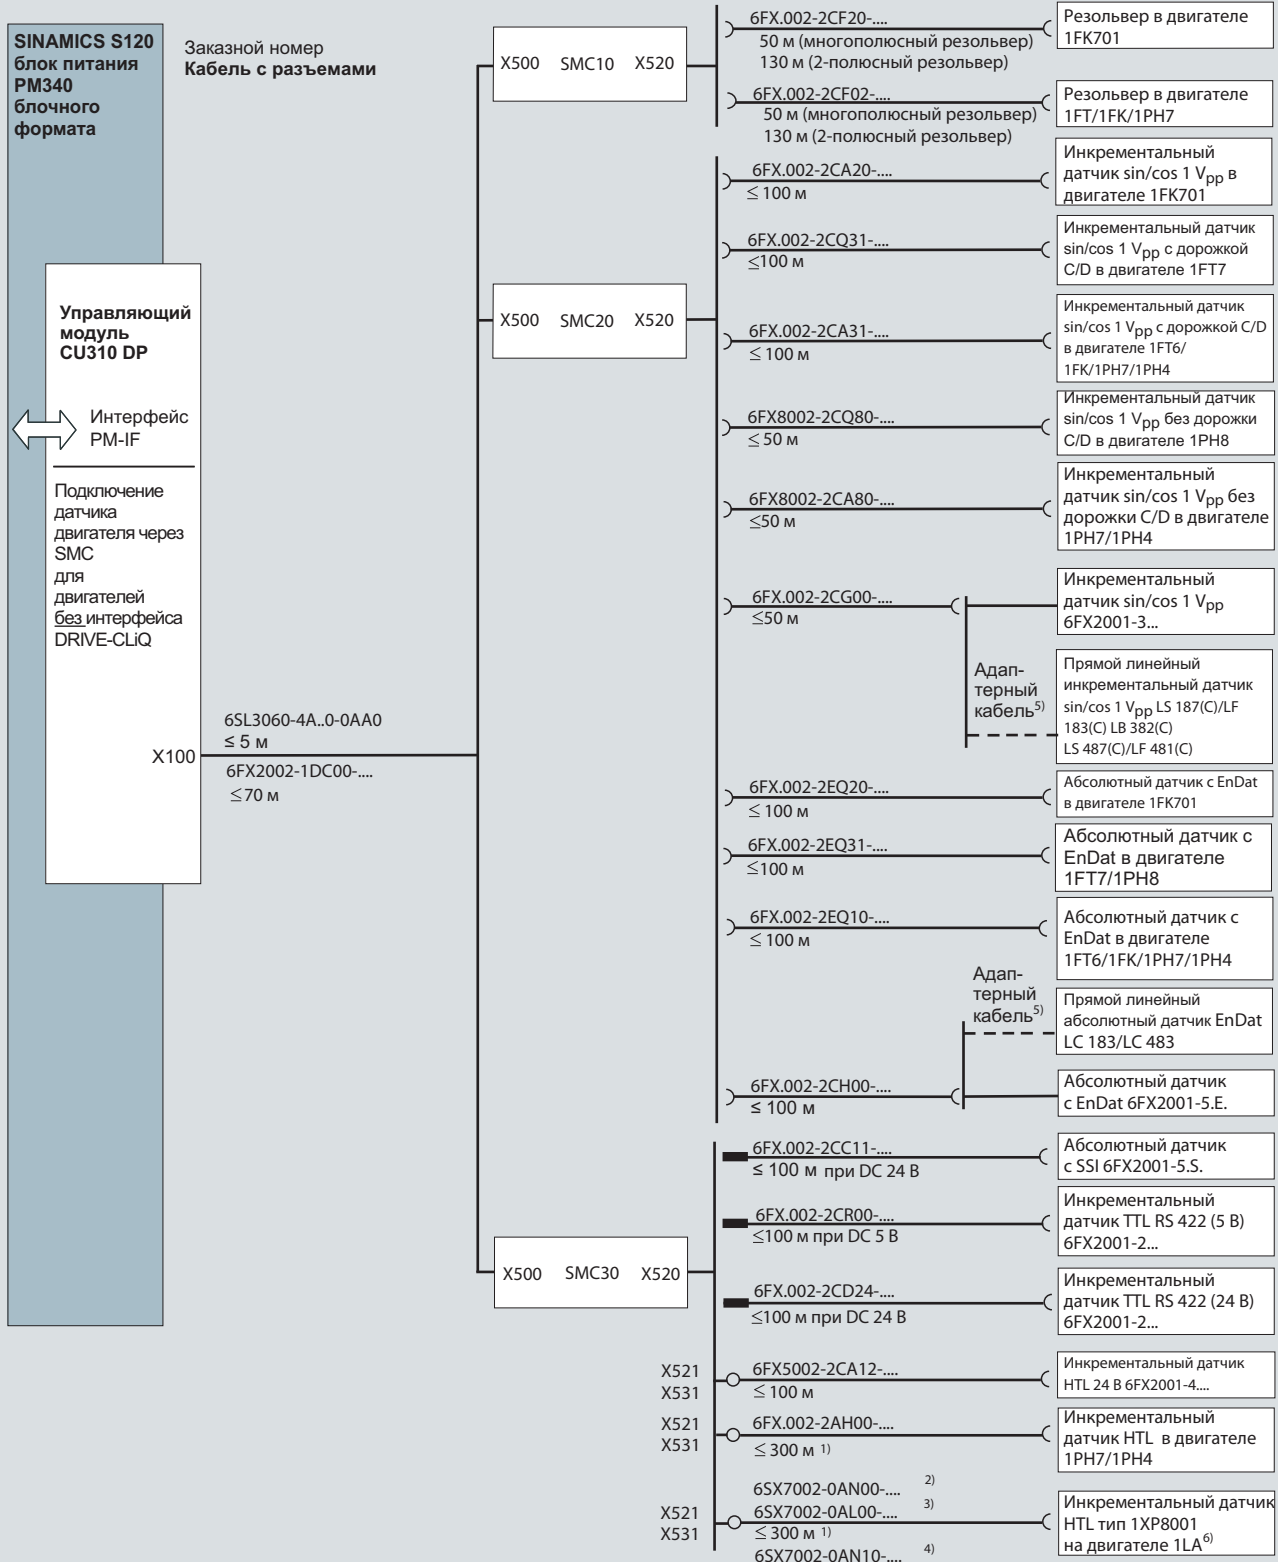 SINAMICS S120
блок питания
PM340
блочного
формата
Заказной номер
Кабель с разъемами
Управляющий
модуль
CU310 DP
Интерфейс
PM-IF
Подключение
датчика
двигателя через
SMC
для
двигателей
без интерфейса
DRIVE-CLiQ
X100
6SL3060-4A..0-0AA0
≤ 5 м
6FX2002-1DC00-....
≤70 м
X500 SMC10 X520
6FX.002-2CF20-....
50 м (многополюсный резольвер)
130 м (2-полюсный резольвер)
Резольвер в двигателе
1FK701
6FX.002-2CF02-....
50 м (многополюсный резольвер)
130 м (2-полюсный резольвер)
Резольвер в двигателе
1FT/1FK/1PH7
X500 SMC20 X520
6FX.002-2CA20-....
≤ 100 м
Инкрементальный
датчик sin/cos 1 Vpp в
двигателе 1FK701
6FX.002-2CQ31-....
≤100 м
Инкрементальный датчик
sin/cos 1 Vpp с дорожкой
C/D в двигателе 1FT7
6FX.002-2CA31-....
≤ 100 м
Инкрементальный датчик
sin/cos 1 Vpp с дорожкой C/D
в двигателе 1FT6/
1FK/1PH7/1PH4
6FX8002-2CQ80-....
≤ 50 м
Инкрементальный датчик
sin/cos 1 Vpp без дорожки
C/D в двигателе 1PH8
6FX8002-2CA80-....
≤50 м
Инкрементальный
датчик sin/cos 1 Vpp без
дорожки C/D в двигателе
1PH7/1PH4
6FX.002-2CG00-....
≤50 м
Инкрементальный
датчик sin/cos 1 Vpp
6FX2001-3...
Адап-
терный
кабель5)
Прямой линейный
инкрементальный датчик
sin/cos 1 Vpp LS 187(C)/LF
183(C) LB 382(C)
LS 487(C)/LF 481(C)
6FX.002-2EQ20-....
≤ 100 м
Абсолютный датчик с EnDat
в двигателе 1FK701
6FX.002-2EQ31-....
≤100 м
Абсолютный датчик с
EnDat в двигателе
1FT7/1PH8
6FX.002-2EQ10-....
≤ 100 м
Абсолютный датчик с
EnDat в двигателе
1FT6/1FK/1PH7/1PH4
Адап-
терный
кабель5)
Прямой линейный
абсолютный датчик EnDat
LC 183/LC 483
6FX.002-2CH00-....
≤ 100 м
Абсолютный датчик
с EnDat 6FX2001-5.E.
X500 SMC30 X520
6FX.002-2CC11-....
≤ 100 м при DC 24 В
Абсолютный датчик
с SSI 6FX2001-5.S.
6FX.002-2CR00-....
≤100 м при DC 5 В
Инкрементальный
датчик TTL RS 422 (5 В)
6FX2001-2...
6FX.002-2CD24-....
≤100 м при DC 24 В
Инкрементальный
датчик TTL RS 422 (24 В)
6FX2001-2...
X521
X531
6FX5002-2CA12-....
≤ 100 м
Инкрементальный датчик
HTL 24 В 6FX2001-4....
X521
X531
6FX.002-2AH00-....
≤ 300 м 1)
Инкрементальный
датчик HTL в двигателе
1PH7/1PH4
X521
X531
6SX7002-0AN00-.... 2)
6SX7002-0AL00-.... 3)
≤ 300 м 1)
6SX7002-0AN10-.... 4)
Инкрементальный датчик
HTL тип 1XP8001
на двигателе 1LA6)